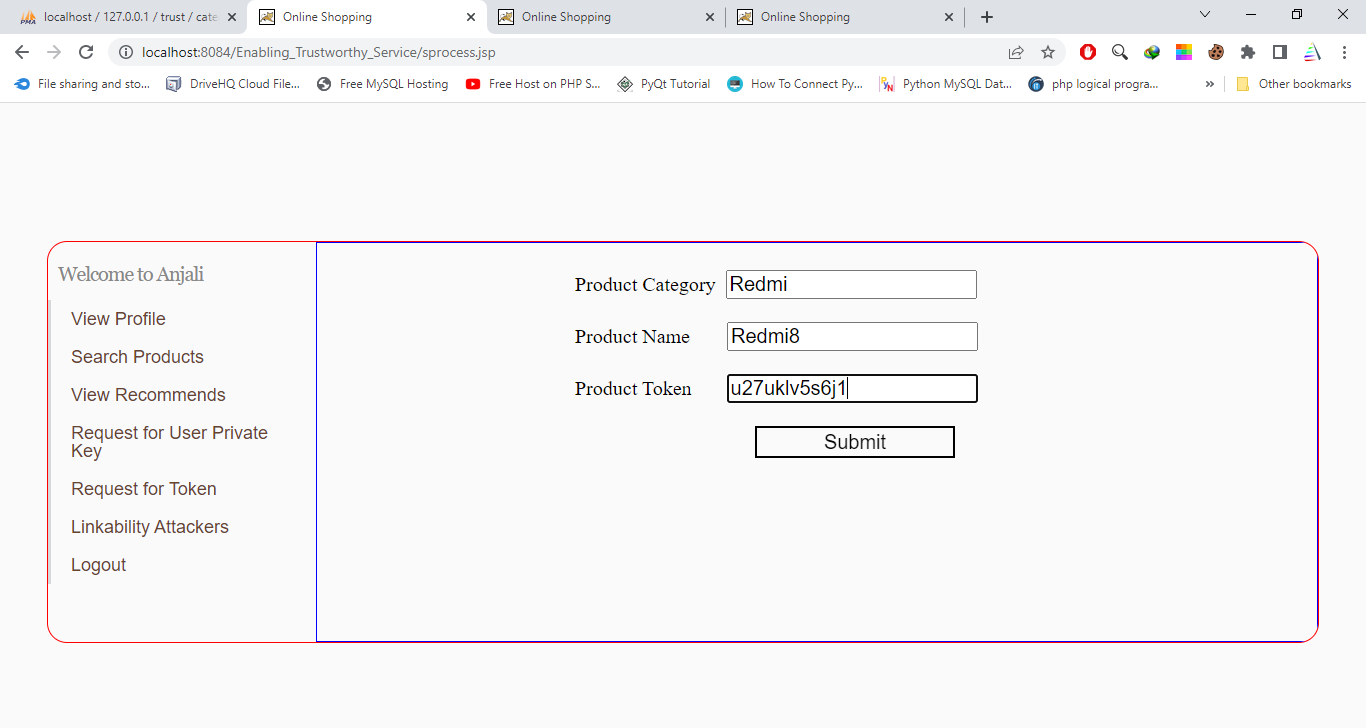 localhost / 127.0.0.1 / trust / cate
Online Shopping
Online Shopping
Online Shopping
localhost:8084/Enabling_Trustworthy_Service/sprocess.jsp
File sharing and sto...
DriveHQ Cloud File...
Free MySQL Hosting
Free Host on PHP S...
PyQt Tutorial
How To Connect Py...
Python MySQL Dat...
php logical progra...
»
Other bookmarks
Welcome to Anjali
View Profile
Search Products
View Recommends
Request for User Private
Key
Request for Token
Linkability Attackers
Logout
Product Category Redmi
Product Name Redmi8
Product Token u27uklv5s6j1
Submit